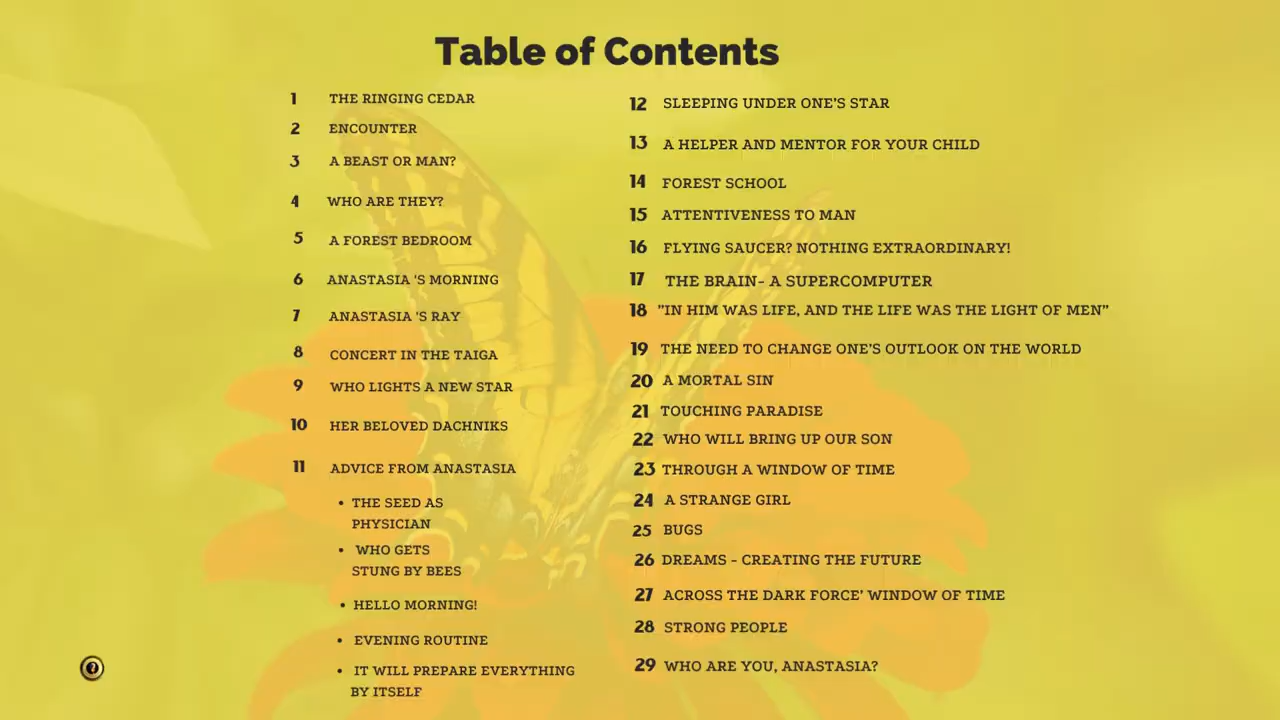 Table of Contents
1 THE RINGING CEDAR
2 ENCOUNTER
3 A BEAST OR MAN?
4 WHO ARE THEY?
5 A FOREST BEDROOM
6 ANASTASIA 'S MORNING
7 ANASTASIA 'S RAY
8 CONCERT IN THE TAIGA
9 WHO LIGHTS A NEW STAR
10 HER BELOVED DACHNIKS
11 ADVICE FROM ANASTASIA
• THE SEED AS
PHYSICIAN
• WHO GETS
STUNG BY BEES
• HELLO MORNING!
• EVENING ROUTINE
• IT WILL PREPARE EVERYTHING
BY ITSELF
12 SLEEPING UNDER ONE'S STAR
13 A HELPER AND MENTOR FOR YOUR CHILD
14 FOREST SCHOOL
15 ATTENTIVENESS TO MAN
16 FLYING SAUCER? NOTHING EXTRAORDINARY!
17 THE BRAIN- A SUPERCOMPUTER
18 "IN HIM WAS LIFE, AND THE LIFE WAS THE LIGHT OF MEN"
19 THE NEED TO CHANGE ONE'S OUTLOOK ON THE WORLD
20 A MORTAL SIN
21 TOUCHING PARADISE
22 WHO WILL BRING UP OUR SON
23 THROUGH A WINDOW OF TIME
24 A STRANGE GIRL
25 BUGS
26 DREAMS - CREATING THE FUTURE
27 ACROSS THE DARK FORCE' WINDOW OF TIME
28 STRONG PEOPLE
29 WHO ARE YOU, ANASTASIA?